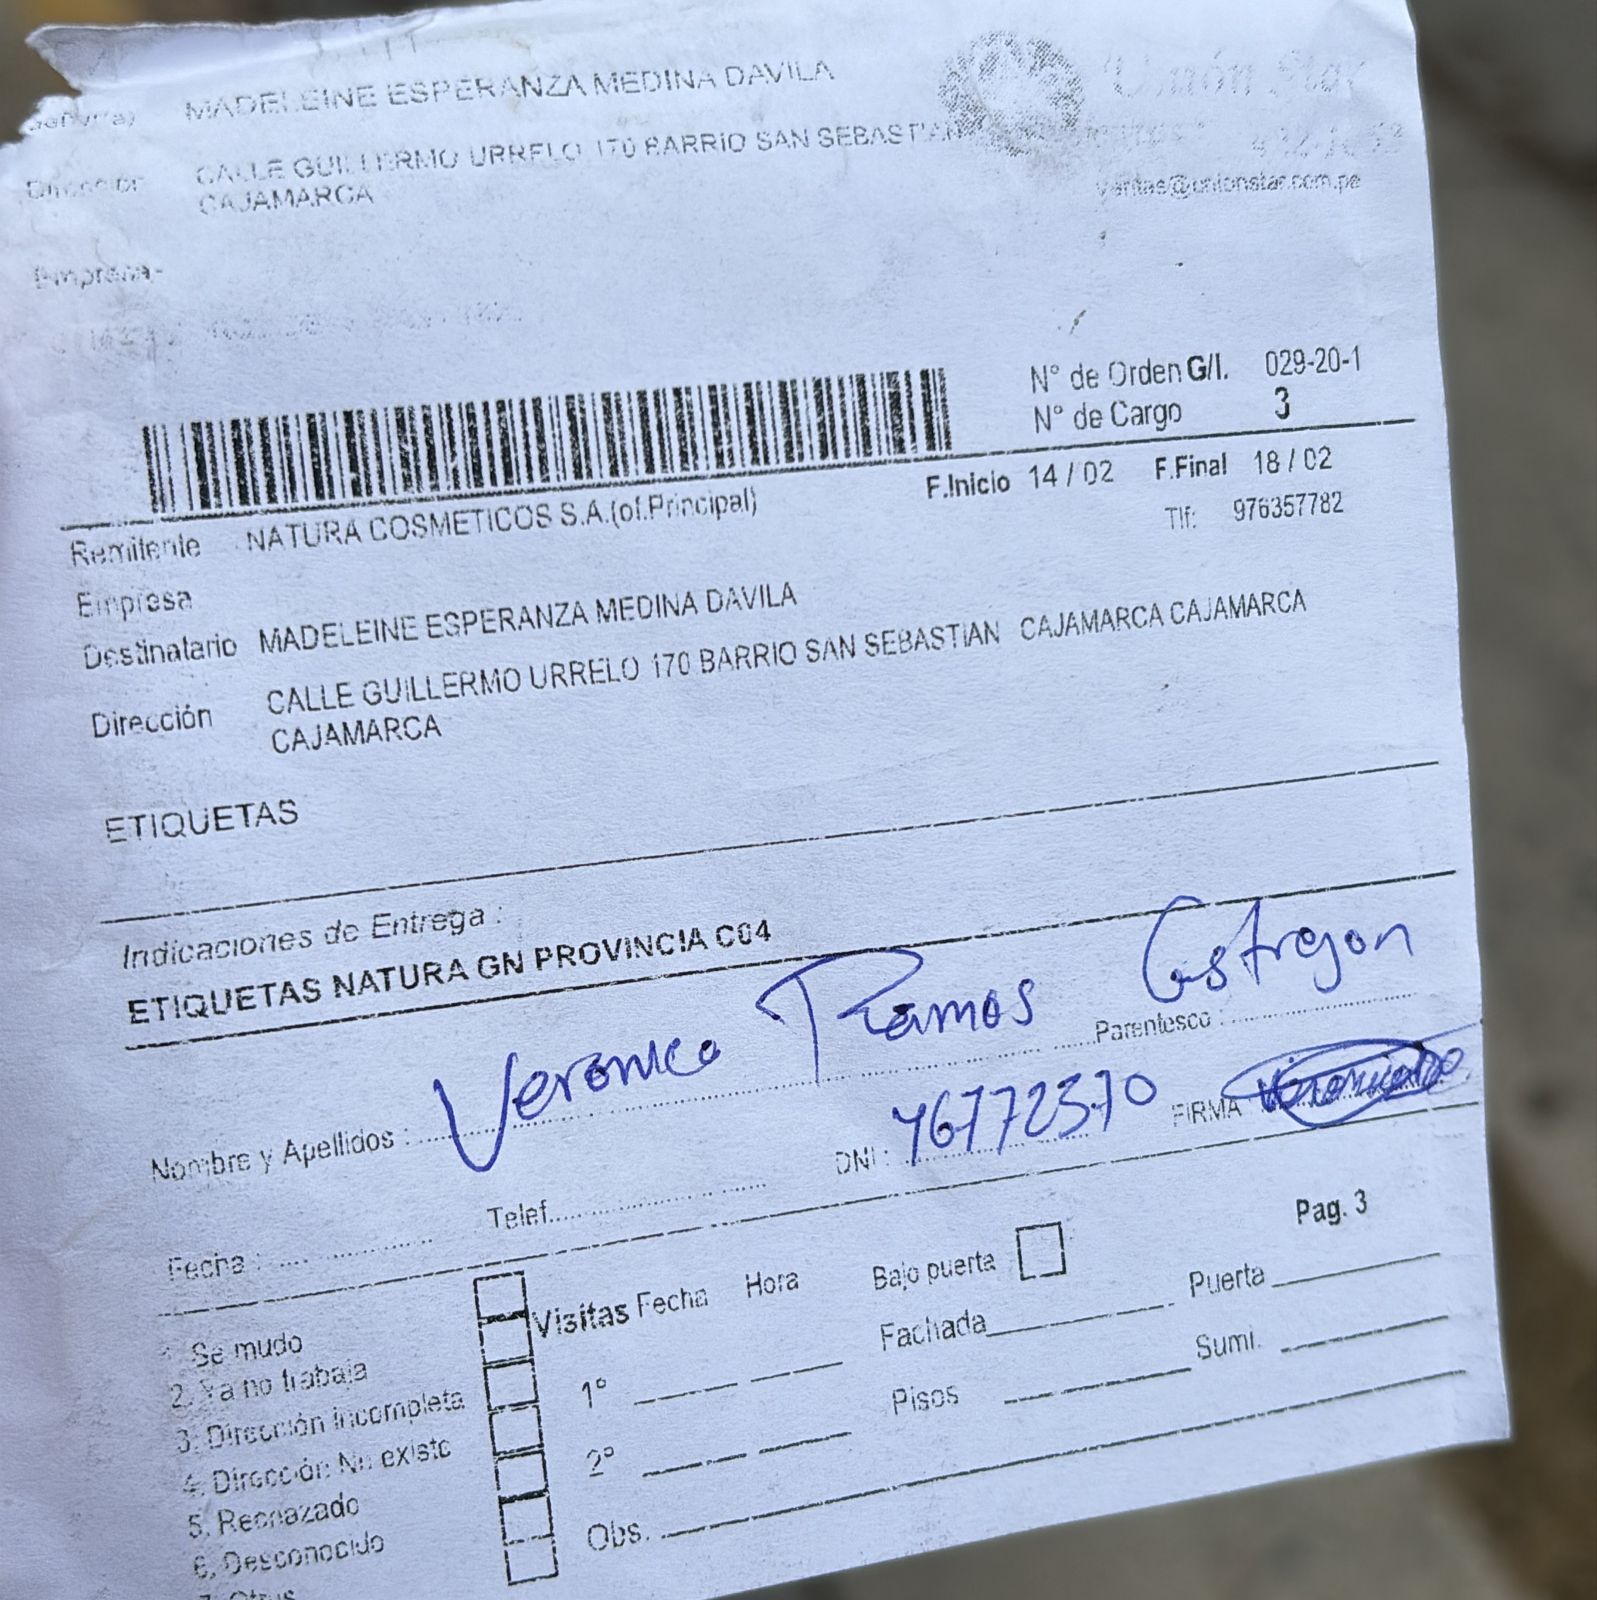 MADELEINE ESPERANZA MEDINA DAVILA
Dirección CALLE GUILLERMO URRELO 170 BARRIO SAN SEBASTIAN
CAJAMARCA
ventas@unionstar.com.pe
Empresa-
N° de Orden G/I. 029-20-1
N° de Cargo 3
F.Inicio 14 / 02 F.Final 18 / 02
Remitente NATURA COSMETICOS S.A.(of.Principal) Tlf: 976357782
Empresa
Destinatario MADELEINE ESPERANZA MEDINA DAVILA
Dirección CALLE GUILLERMO URRELO 170 BARRIO SAN SEBASTIAN CAJAMARCA CAJAMARCA
CAJAMARCA
ETIQUETAS
Indicaciones de Entrega :
ETIQUETAS NATURA GN PROVINCIA C04
Nombre y Apellidos : Veronica Ramos Castrejon Parentesco :
Fecha : Telef. DNI : 76772370 FIRMA :
Pag. 3
1. Se mudo
2. Ya no trabaja
3. Dirección incompleta
4. Dirección No existe
5. Rechazado
6. Desconocido
7. Otros
Visitas Fecha Hora Bajo puerta
1° Fachada Puerta
2° Pisos Sumi.
Obs.